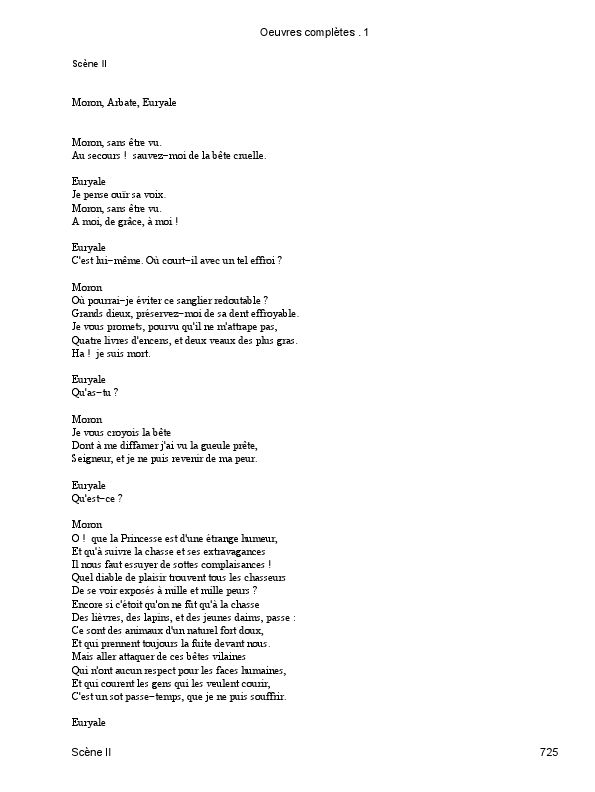 Oeuvres complètes . 1
Scène II
Moron, Arbate, Euryale
Moron, sans être vu.
Au secours ! sauvez−moi de la bête cruelle.
Euryale
Je pense ouïr sa voix.
Moron, sans être vu.
A moi, de grâce, à moi !
Euryale
C'est lui−même. Où court−il avec un tel effroi ?
Moron
Où pourrai−je éviter ce sanglier redoutable ?
Grands dieux, préservez−moi de sa dent effroyable.
Je vous promets, pourvu qu'il ne m'attrape pas,
Quatre livres d'encens, et deux veaux des plus gras.
Ha ! je suis mort.
Euryale
Qu'as−tu ?
Moron
Je vous croyois la bête
Dont à me diffamer j'ai vu la gueule prête,
Seigneur, et je ne puis revenir de ma peur.
Euryale
Qu'est−ce ?
Moron
O ! que la Princesse est d'une étrange humeur,
Et qu'à suivre la chasse et ses extravagances
Il nous faut essuyer de sottes complaisances !
Quel diable de plaisir trouvent tous les chasseurs
De se voir exposés à mille et mille peurs ?
Encore si c'étoit qu'on ne fût qu'à la chasse
Des lièvres, des lapins, et des jeunes daims, passe :
Ce sont des animaux d'un naturel fort doux,
Et qui prennent toujours la fuite devant nous.
Mais aller attaquer de ces bêtes vilaines
Qui n'ont aucun respect pour les faces humaines,
Et qui courent les gens qui les veulent courir,
C'est un sot passe−temps, que je ne puis souffrir.
Euryale
Scène II
725